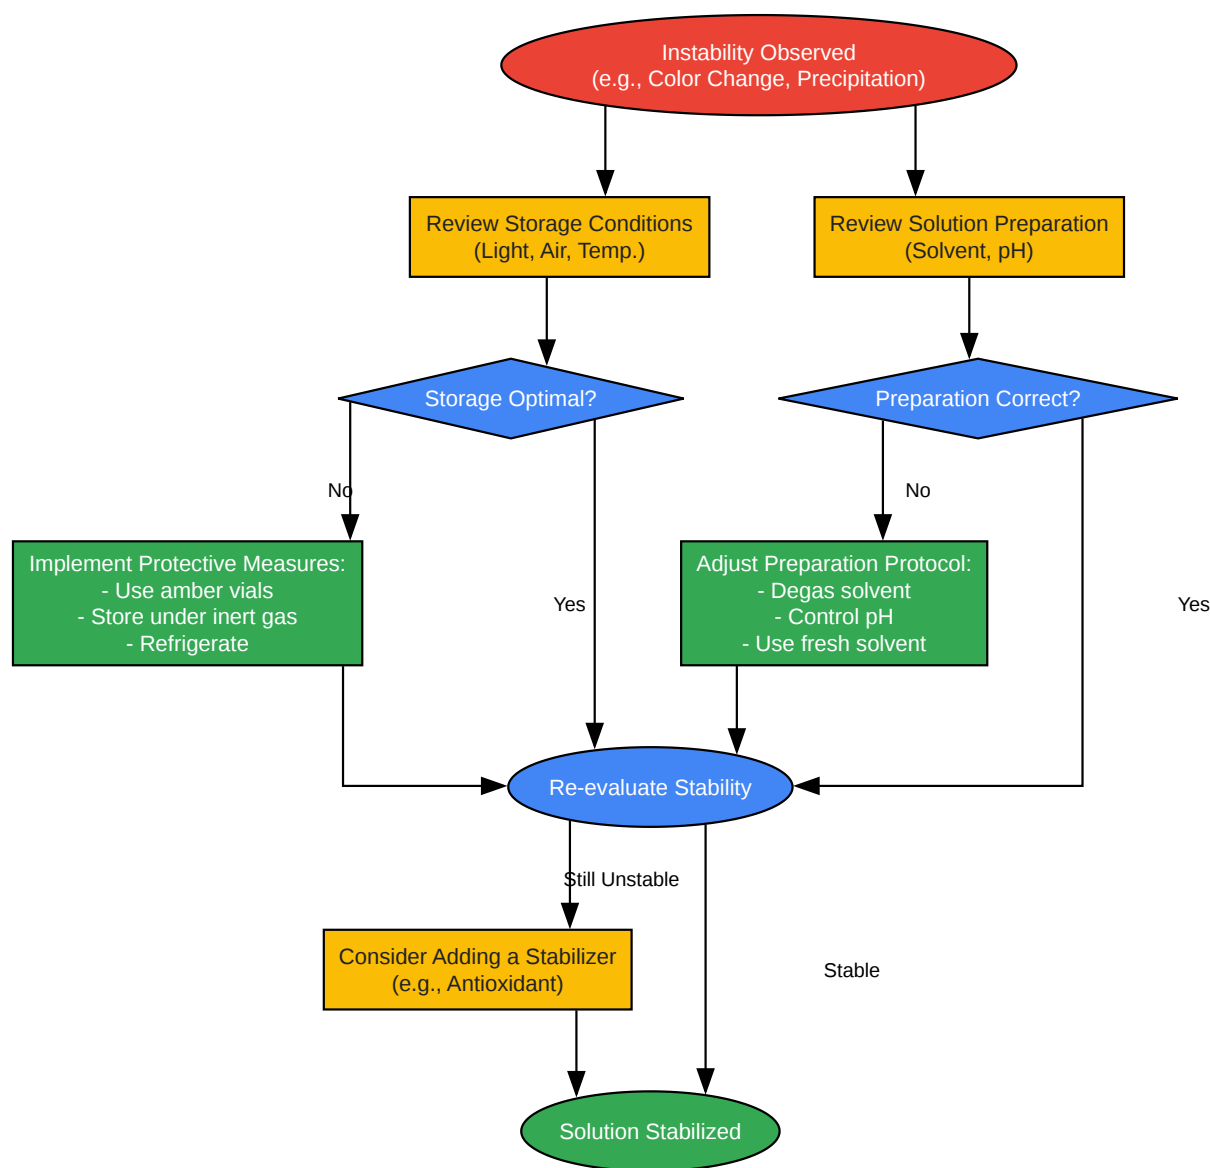 Instability Observed
(e.g., Color Change, Precipitation)
Review Storage Conditions
(Light, Air, Temp.)
Review Solution Preparation
(Solvent, pH)
Storage Optimal?
Preparation Correct?
No
No
Implement Protective Measures:
- Use amber vials
- Store under inert gas
- Refrigerate
Yes
Adjust Preparation Protocol:
- Degas solvent
- Control pH
- Use fresh solvent
Yes
Re-evaluate Stability
Still Unstable
Consider Adding a Stabilizer
(e.g., Antioxidant)
Stable
Solution Stabilized